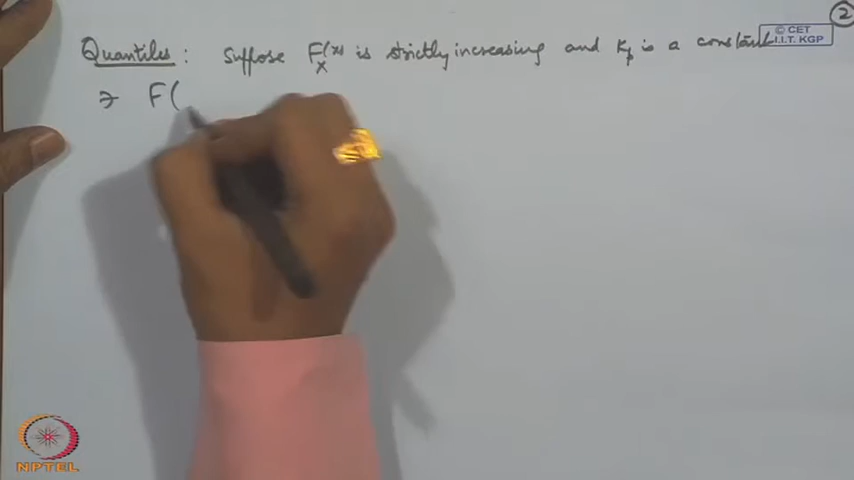 2
© CET
I.I.T. KGP
Quantiles : Suppose F_X(x) is strictly increasing and K_p is a constant
∋ F(
NPTEL